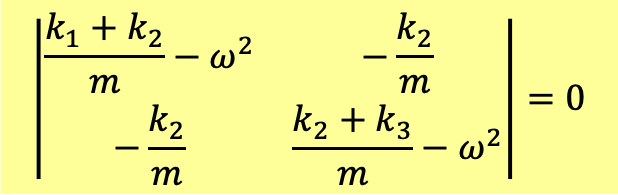 |(k₁ + k₂)/m − ω²   −k₂/m|
|−k₂/m   (k₂ + k₃)/m − ω²| = 0